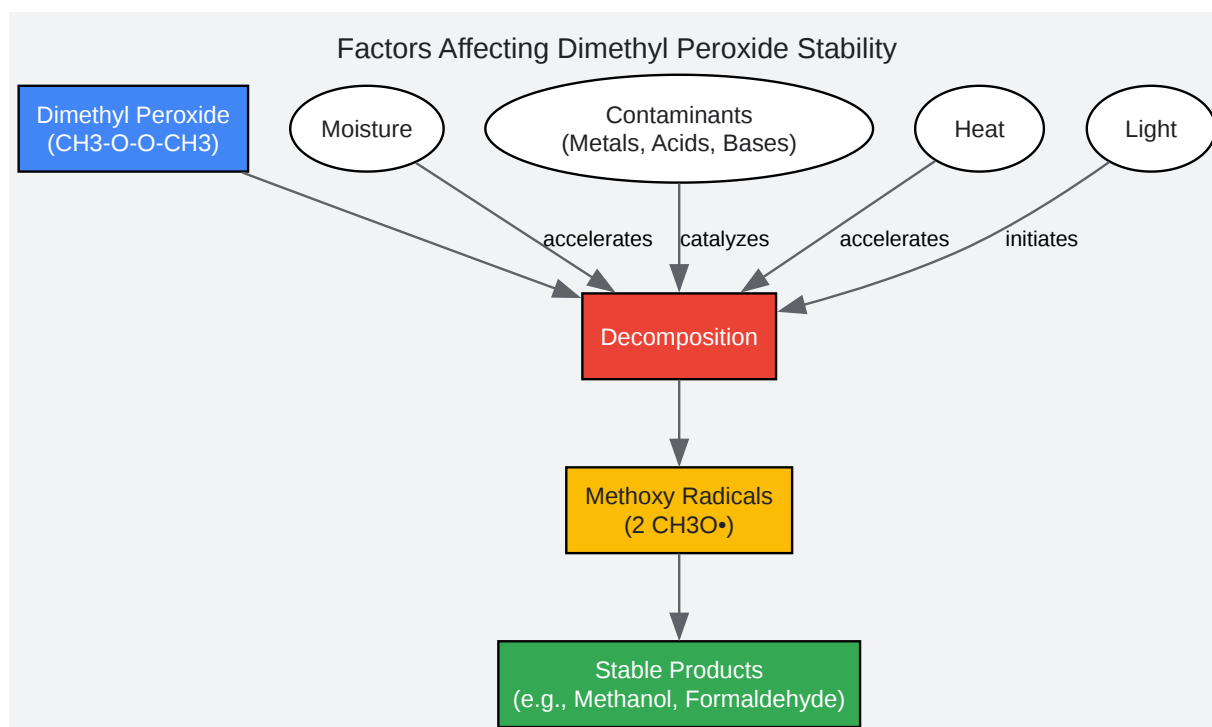 Factors Affecting Dimethyl Peroxide Stability
Dimethyl Peroxide
(CH3-O-O-CH3)
Moisture
Contaminants
(Metals, Acids, Bases)
Heat
Light
accelerates
catalyzes
accelerates
initiates
Decomposition
Methoxy Radicals
(2 CH3O•)
Stable Products
(e.g., Methanol, Formaldehyde)